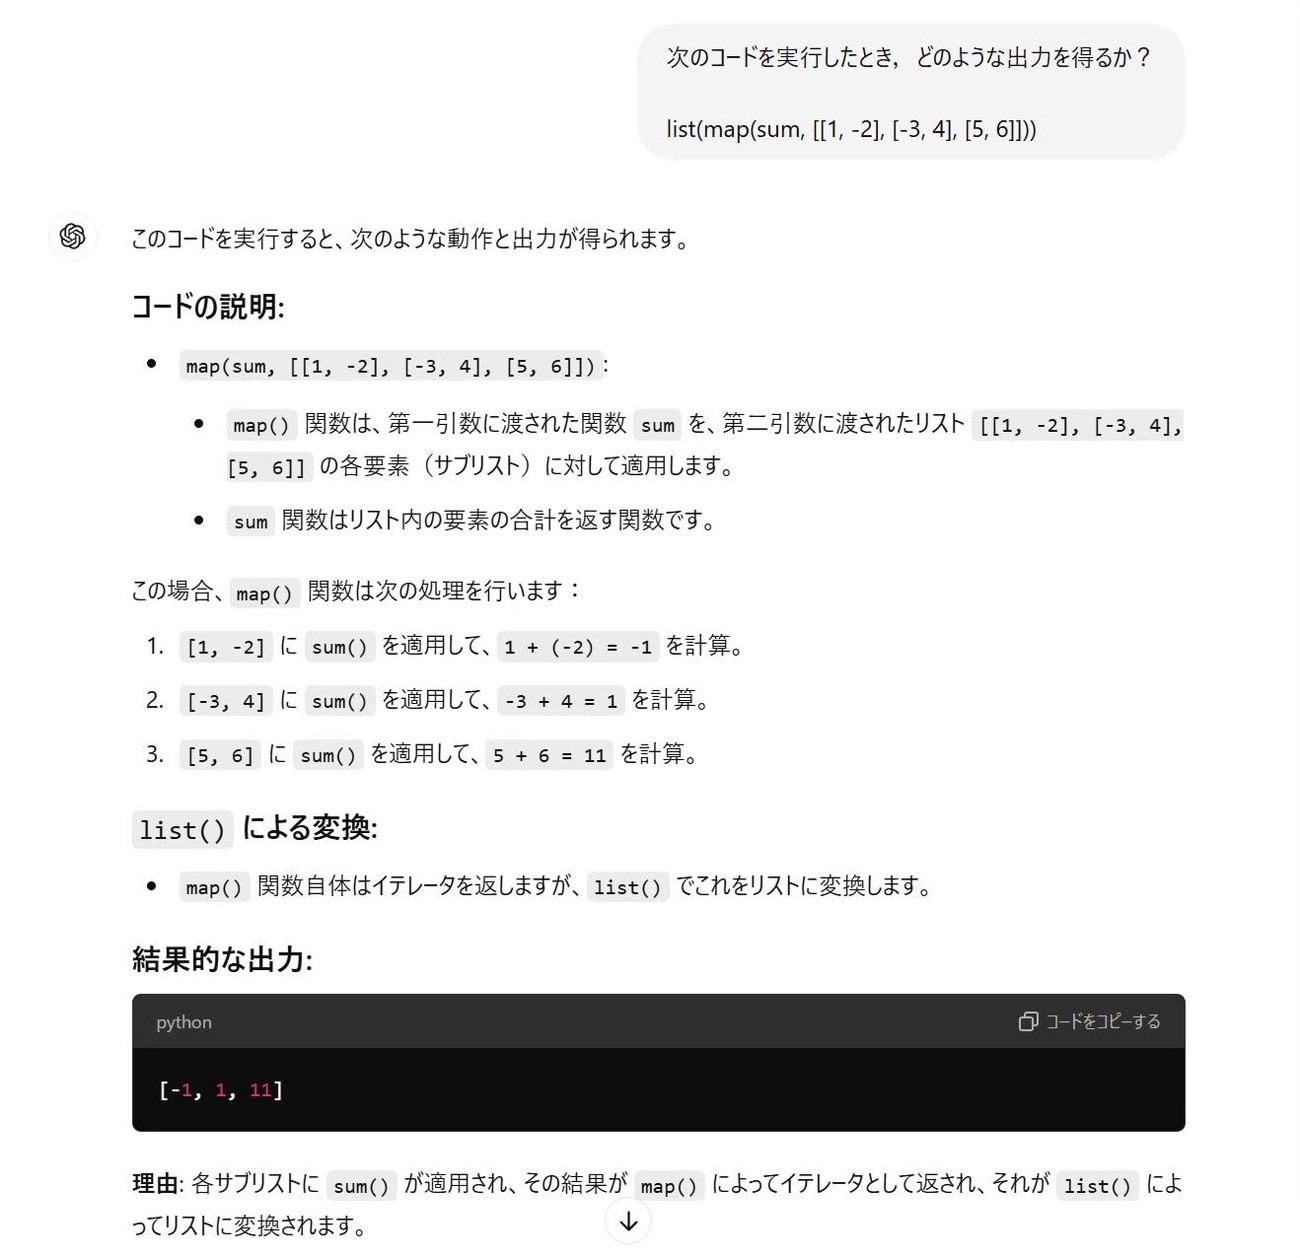 次のコードを実行したとき，どのような出力を得るか？
list(map(sum, [[1, -2], [-3, 4], [5, 6]]))
このコードを実行すると、次のような動作と出力が得られます。
コードの説明:
map(sum, [[1, -2], [-3, 4], [5, 6]]):
map() 関数は、第一引数に渡された関数 sum を、第二引数に渡されたリスト [[1, -2], [-3, 4],
[5, 6]] の各要素（サブリスト）に対して適用します。
sum 関数はリスト内の要素の合計を返す関数です。
この場合、map() 関数は次の処理を行います：
1. [1, -2] に sum() を適用して、1 + (-2) = -1 を計算。
2. [-3, 4] に sum() を適用して、-3 + 4 = 1 を計算。
3. [5, 6] に sum() を適用して、5 + 6 = 11 を計算。
list() による変換:
map() 関数自体はイテレータを返しますが、list() でこれをリストに変換します。
結果的な出力:
python コードをコピーする
[-1, 1, 11]
理由: 各サブリストに sum() が適用され、その結果が map() によってイテレータとして返され、それが list() によ
ってリストに変換されます。